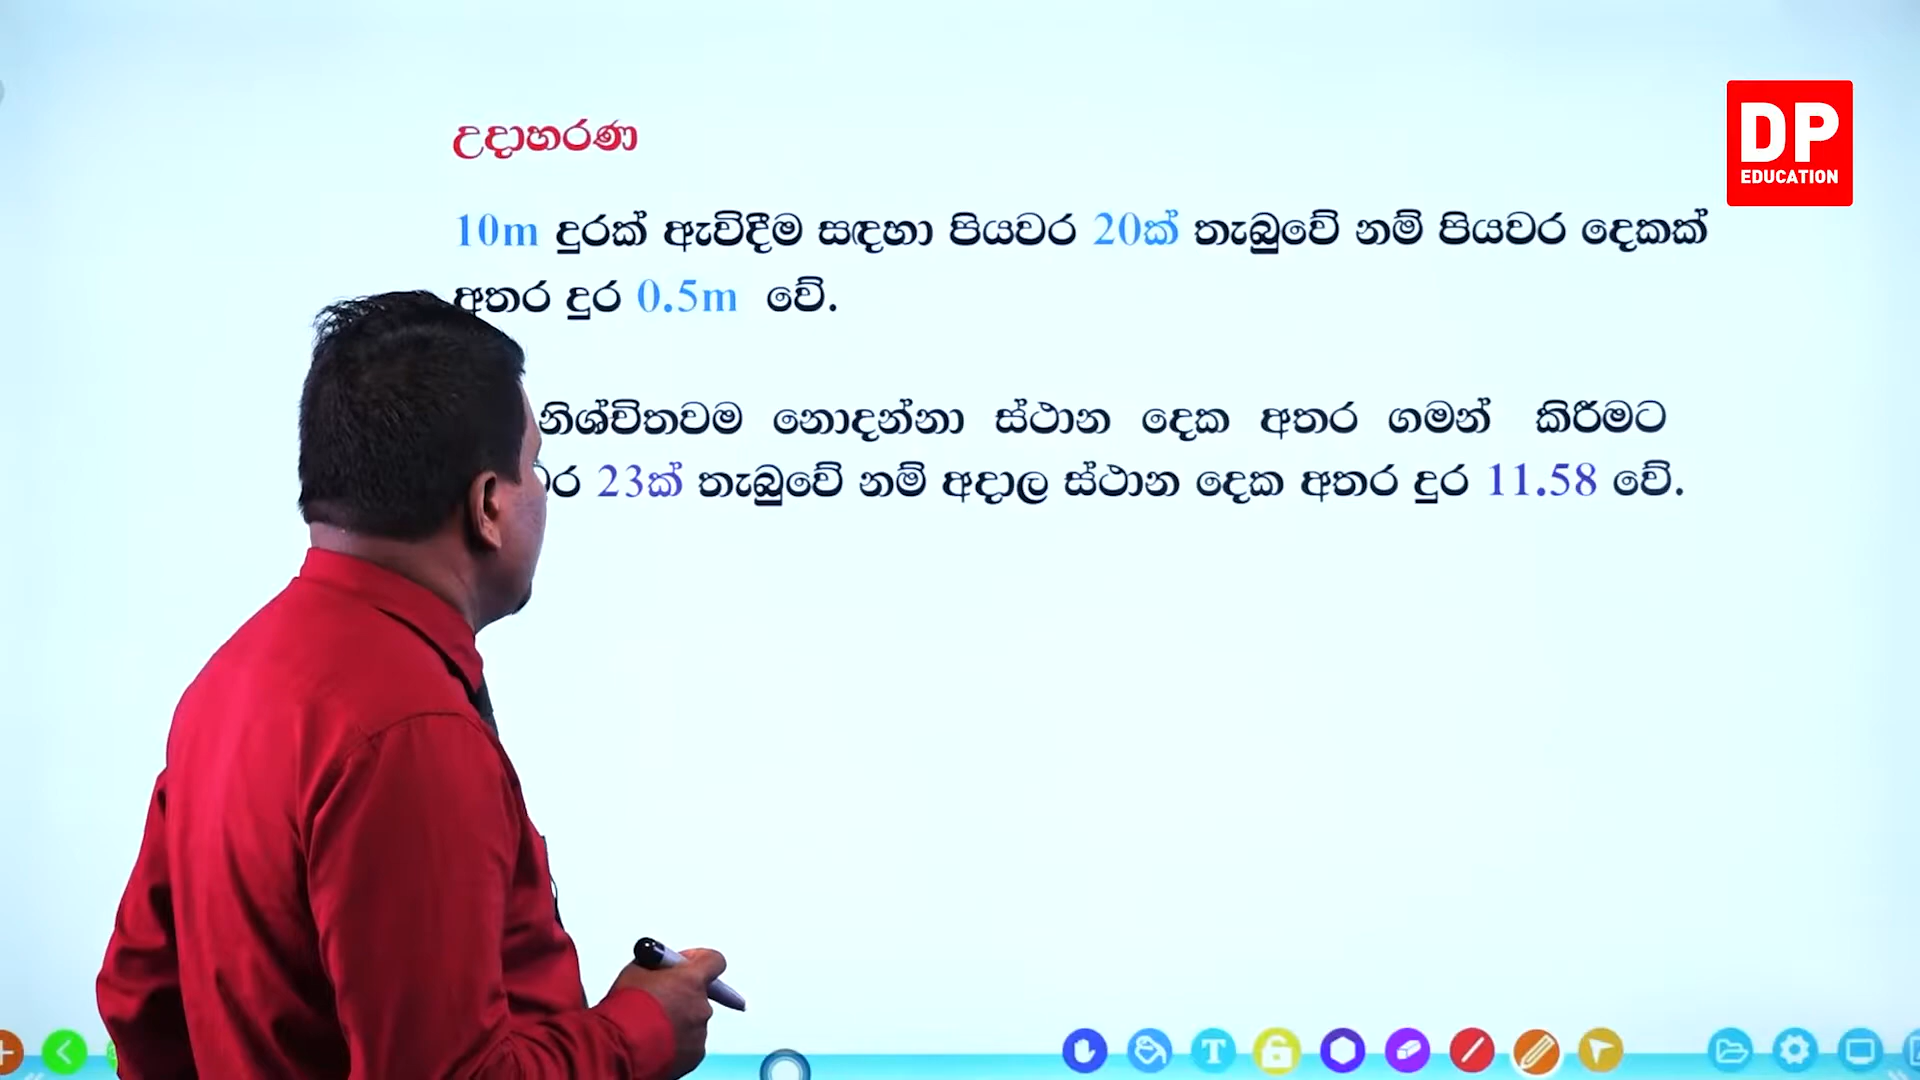 උදාහරණ
DP
EDUCATION
10m දුරක් ඇවිදීම සඳහා පියවර 20ක් තැබුවේ නම් පියවර දෙකක්
අතර දුර 0.5m වේ.
නිශ්චිතවම නොදන්නා ස්ථාන දෙක අතර ගමන් කිරීමට
23ක් තැබුවේ නම් අදාල ස්ථාන දෙක අතර දුර 11.58 වේ.